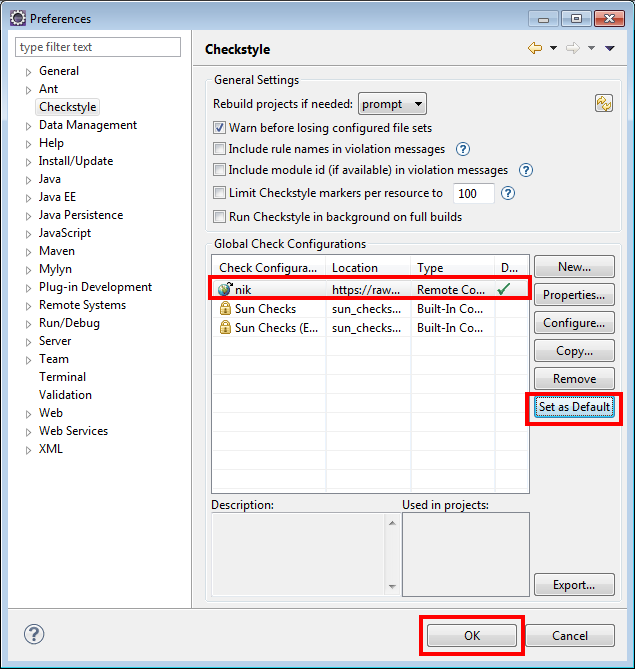 Preferences
type filter text
General
Ant
Checkstyle
Data Management
Help
Install/Update
Java
Java EE
Java Persistence
JavaScript
Maven
Mylyn
Plug-in Development
Remote Systems
Run/Debug
Server
Team
Terminal
Validation
Web
Web Services
XML
Checkstyle
General Settings
Rebuild projects if needed: prompt
Warn before losing configured file sets
Include rule names in violation messages ?
Include module id (if available) in violation messages ?
Limit Checkstyle markers per resource to 100 ?
Run Checkstyle in background on full builds
Global Check Configurations
Check Configura... Location Type D...
nik https://raw... Remote Co...
Sun Checks sun_checks... Built-In Co...
Sun Checks (E... sun_checks... Built-In Co...
New...
Properties...
Configure...
Copy...
Remove
Set as Default
Description: Used in projects:
Export...
? OK Cancel